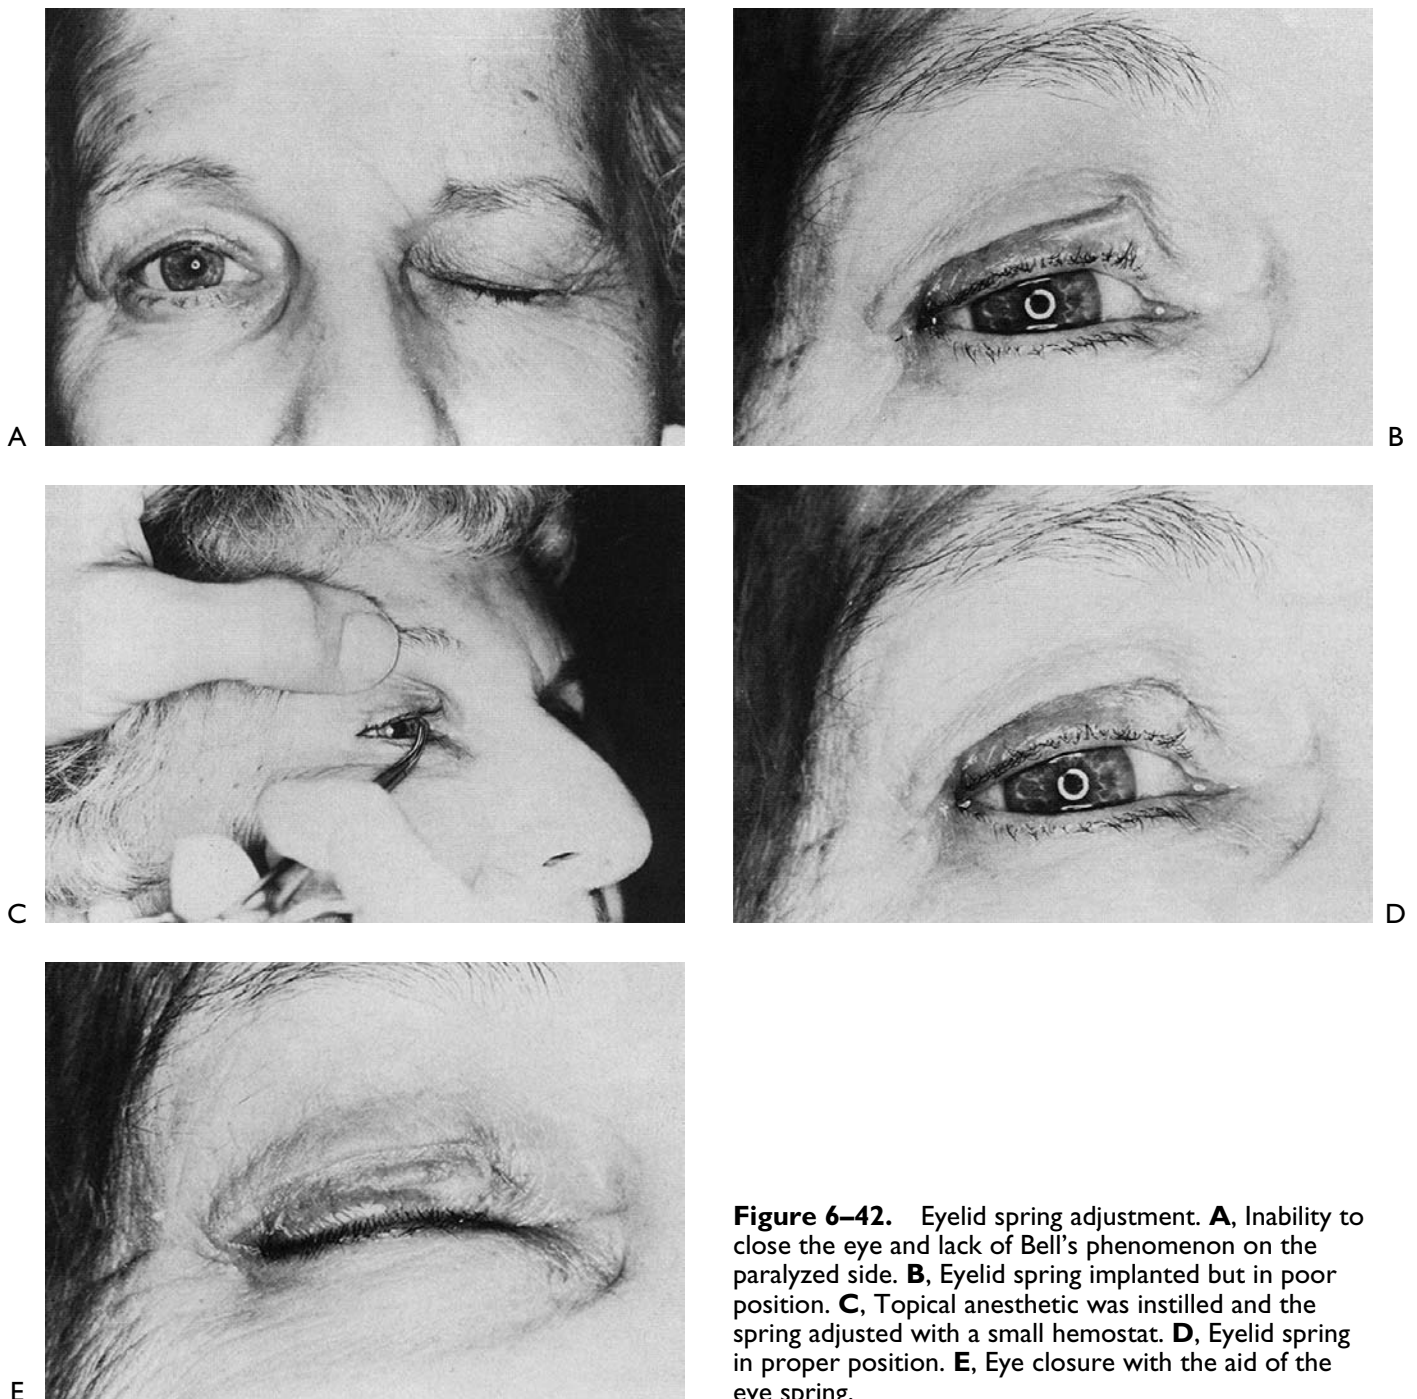 A
B
C
D
E
Figure 6–42. Eyelid spring adjustment. A, Inability to
close the eye and lack of Bell's phenomenon on the
paralyzed side. B, Eyelid spring implanted but in poor
position. C, Topical anesthetic was instilled and the
spring adjusted with a small hemostat. D, Eyelid spring
in proper position. E, Eye closure with the aid of the
eye spring.